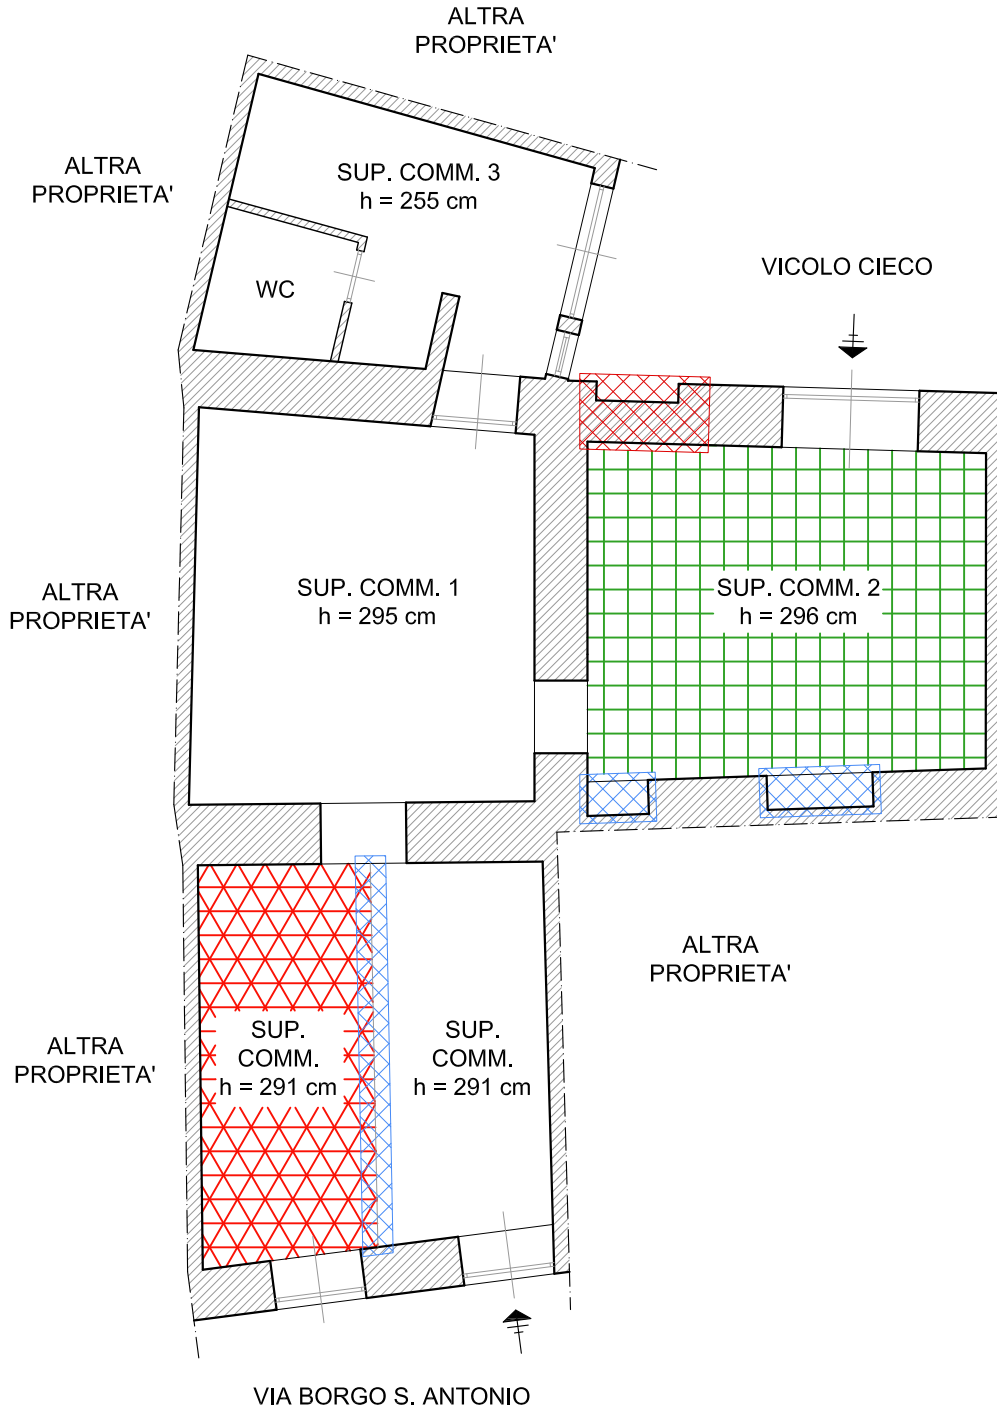 ALTRA
PROPRIETA'
ALTRA
PROPRIETA'
SUP. COMM. 3
h = 255 cm
WC
VICOLO CIECO
SUP. COMM. 1
h = 295 cm
SUP. COMM. 2
h = 296 cm
ALTRA
PROPRIETA'
ALTRA
PROPRIETA'
ALTRA
PROPRIETA'
SUP.
COMM.
h = 291 cm
SUP.
COMM.
h = 291 cm
VIA BORGO S. ANTONIO